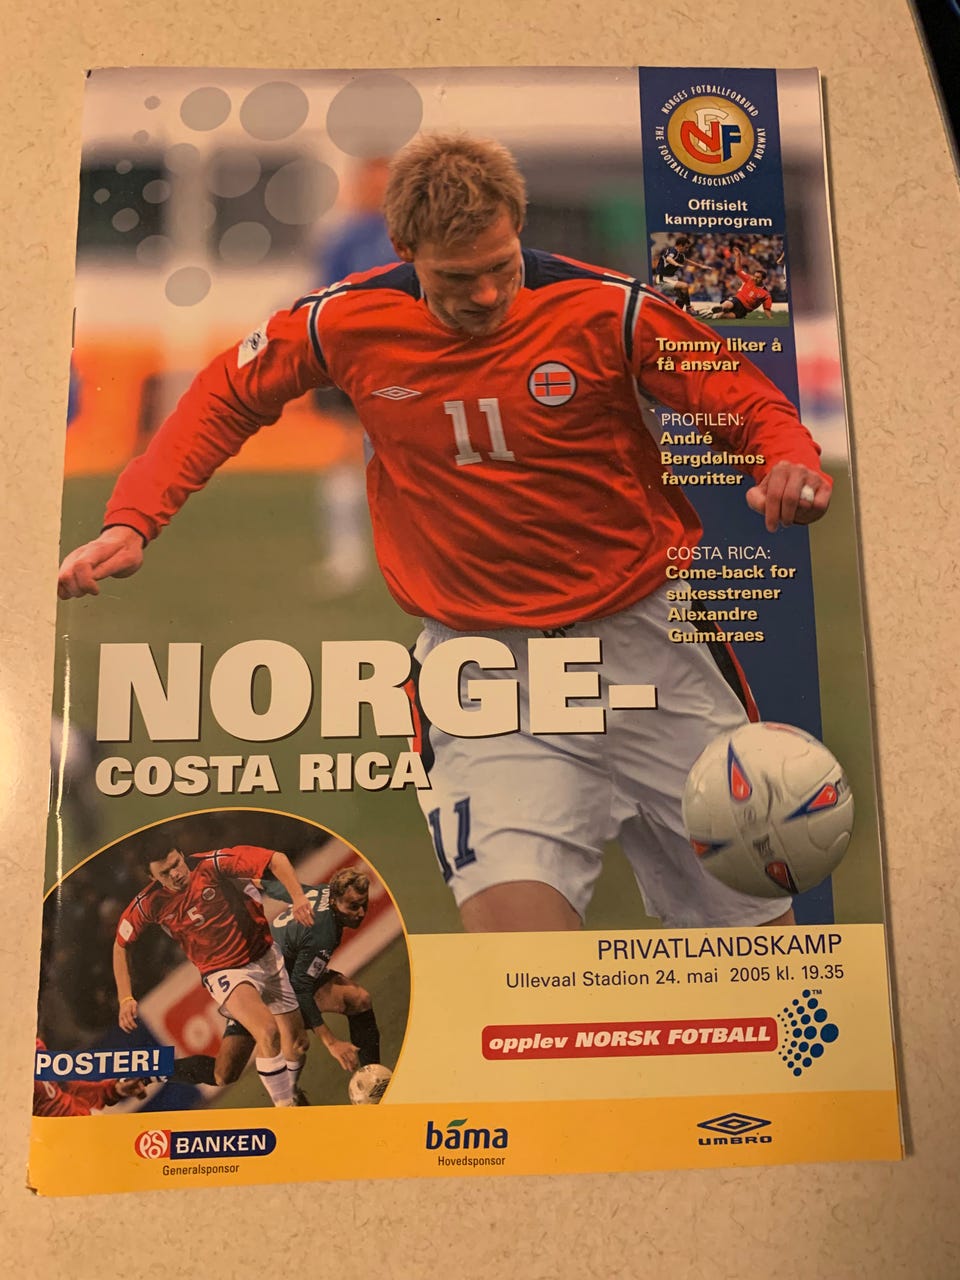 NORGES FOTBALLFORBUND
THE FOOTBALL ASSOCIATION OF NORWAY
NFF
Offisielt
kampprogram
Tommy liker å
få ansvar
PROFILEN:
André
Bergdølmos
favoritter
COSTA RICA:
Come-back for
sukesstrener
Alexandre
Guimaraes
11
NORGE-
COSTA RICA
11
5
5
POSTER!
PRIVATLANDSKAMP
Ullevaal Stadion 24. mai 2005 kl. 19.35
opplev NORSK FOTBALL
TM
BANKEN
Generalsponsor
bama
Hovedsponsor
UMBRO